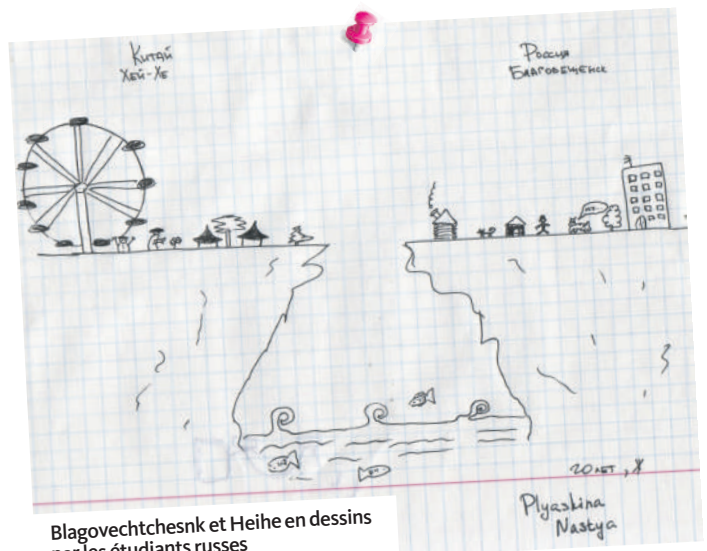 Китай
Хей-Хе
Россия
Благовещенск
20 лет, Ж
Plyaskina
Nastya
Blagovechtchesnk et Heihe en dessins
par les étudiants russes